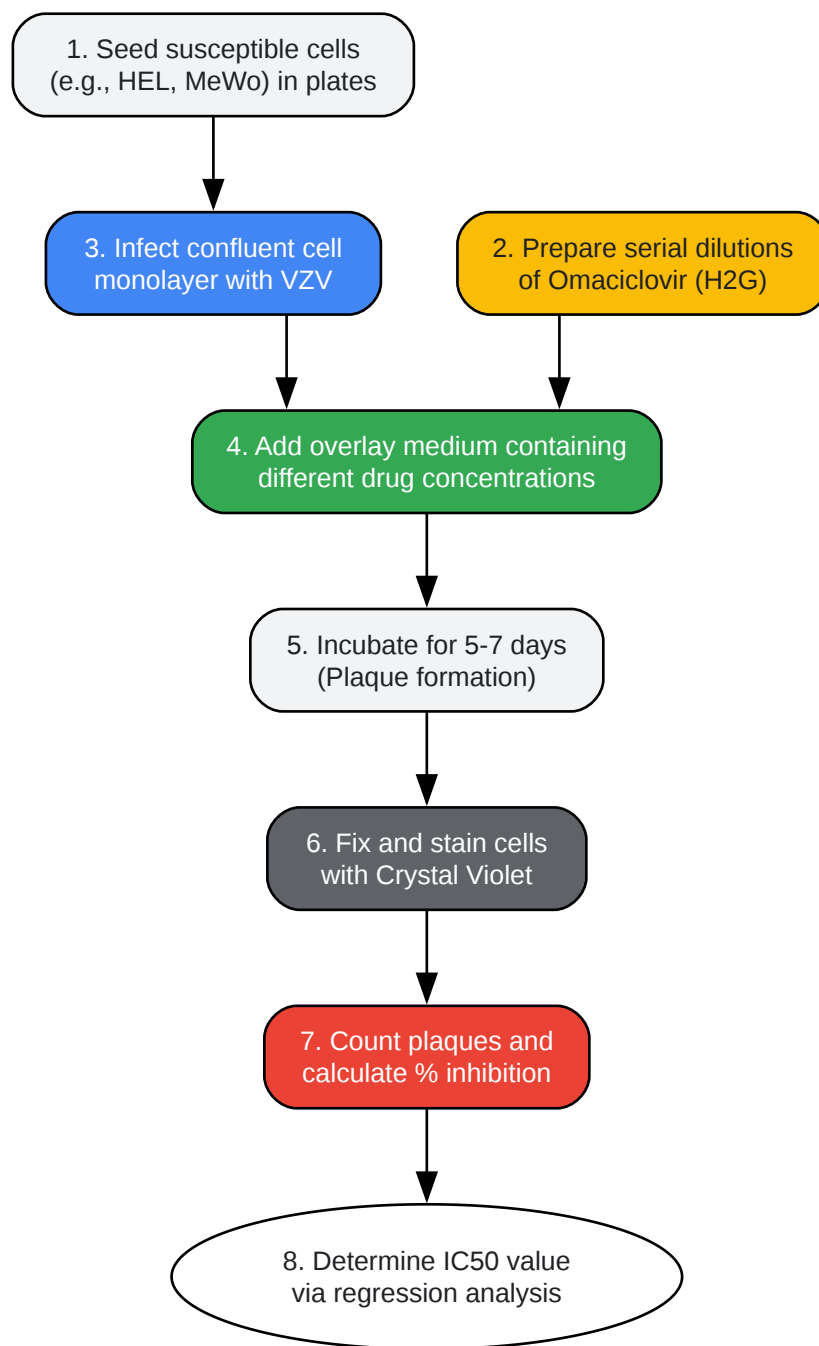 1. Seed susceptible cells
(e.g., HEL, MeWo) in plates
3. Infect confluent cell
monolayer with VZV
2. Prepare serial dilutions
of Omaciclovir (H2G)
4. Add overlay medium containing
different drug concentrations
5. Incubate for 5-7 days
(Plaque formation)
6. Fix and stain cells
with Crystal Violet
7. Count plaques and
calculate % inhibition
8. Determine IC50 value
via regression analysis